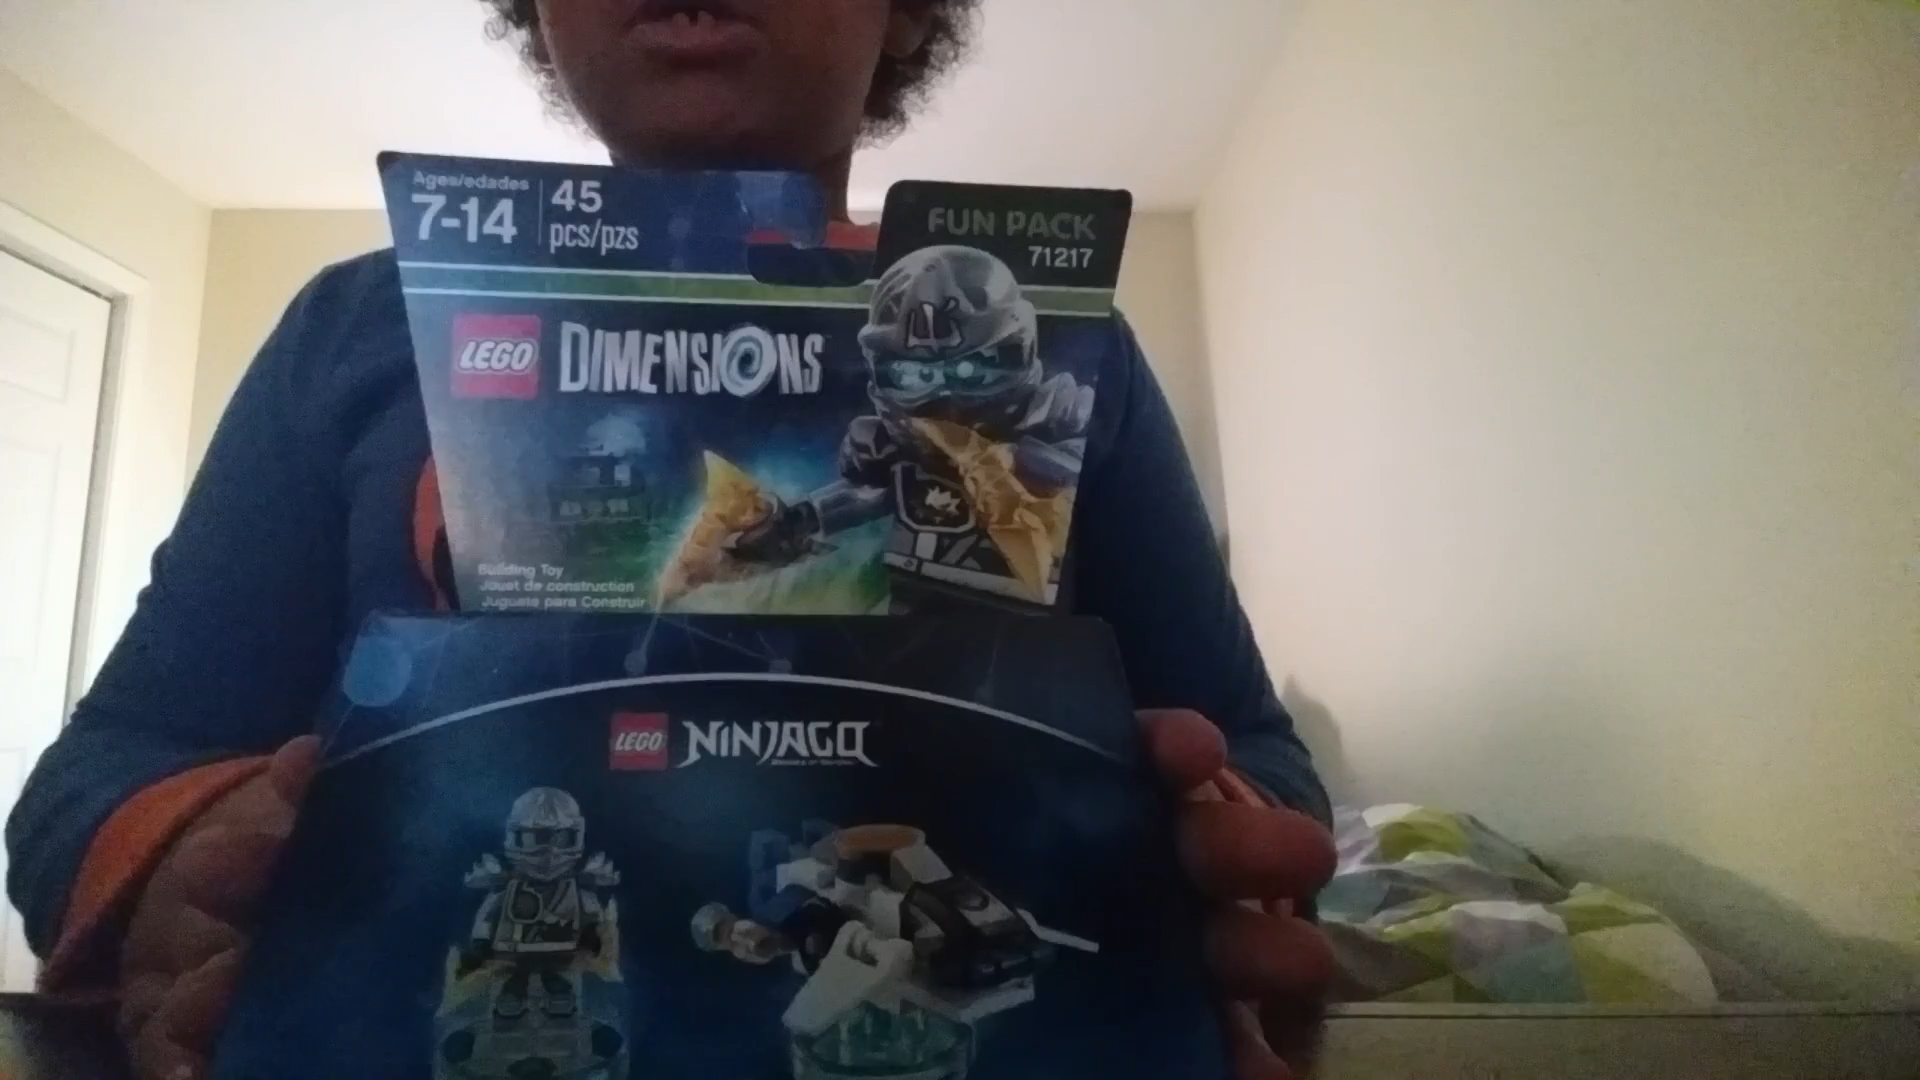 Ages/edades
7-14
45
pcs/pzs
FUN PACK
71217
LEGO DIMENSIONS
Building Toy
Jouet de construction
Juguete para Construir
LEGO NINJAGO